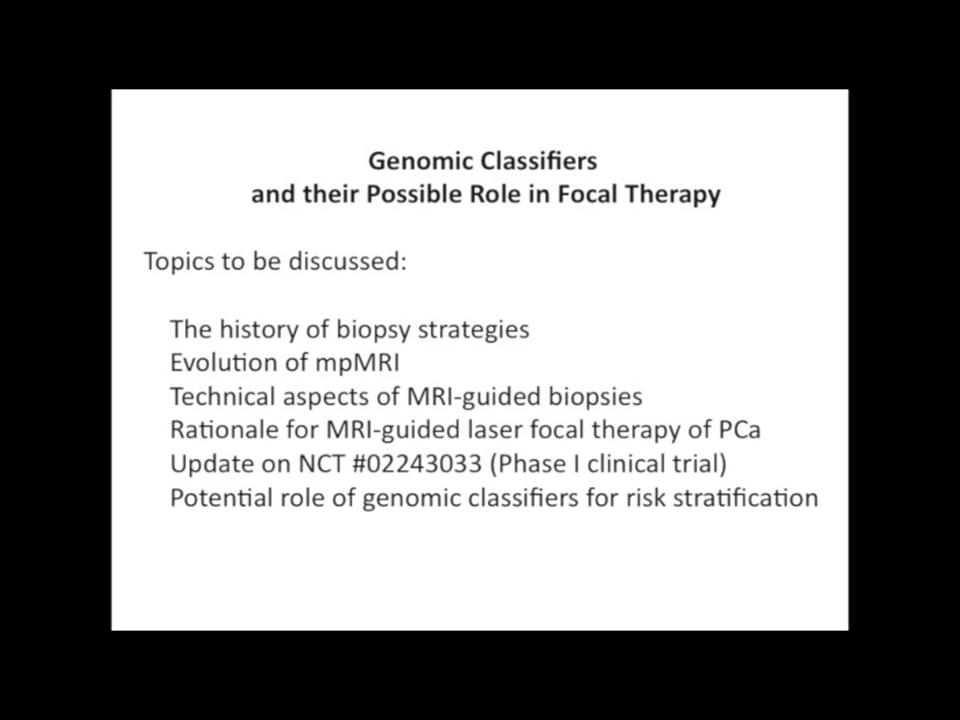 Genomic Classifiers
and their Possible Role in Focal Therapy
Topics to be discussed:
The history of biopsy strategies
Evolution of mpMRI
Technical aspects of MRI-guided biopsies
Rationale for MRI-guided laser focal therapy of PCa
Update on NCT #02243033 (Phase I clinical trial)
Potential role of genomic classifiers for risk stratification